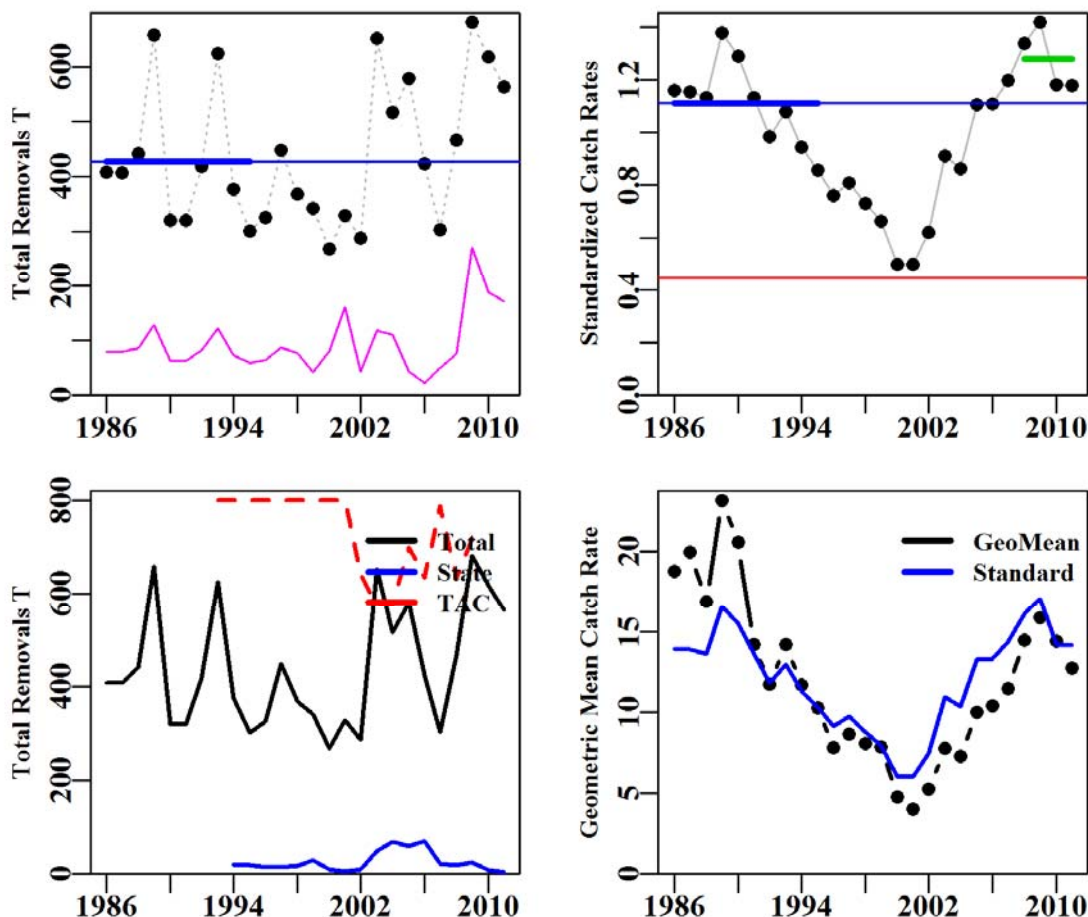 Total Removals T
600
400
200
0
1986 1994 2002 2010
Standardized Catch Rates
1.2
0.8
0.4
0.0
1986 1994 2002 2010
Total Removals T
800
600
400
200
0
Total
State
TAC
1986 1994 2002 2010
Geometric Mean Catch Rate
20
15
10
5
0
GeoMean
Standard
1986 1994 2002 2010